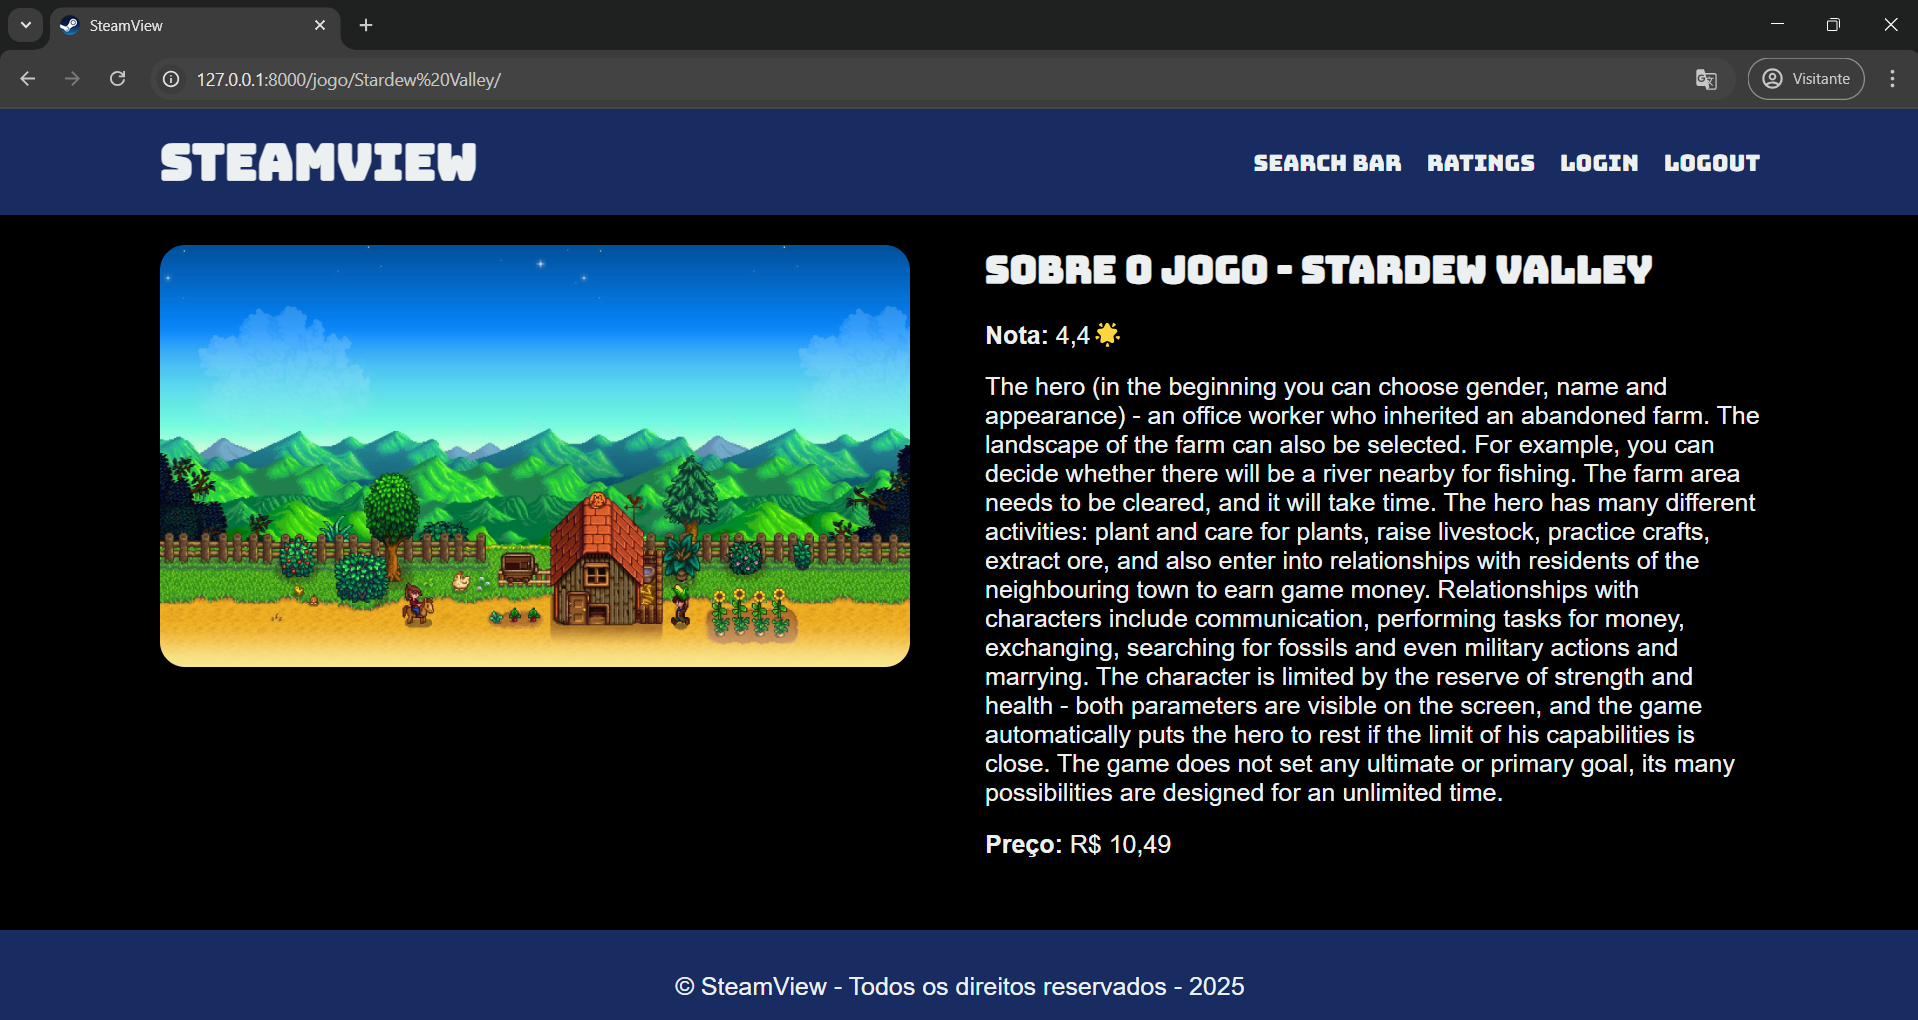 SteamView
127.0.0.1:8000/jogo/Stardew%20Valley/
Visitante
STEAMVIEW
SEARCH BAR RATINGS LOGIN LOGOUT
SOBRE O JOGO - STARDEW VALLEY
Nota: 4,4🌟
The hero (in the beginning you can choose gender, name and
appearance) - an office worker who inherited an abandoned farm. The
landscape of the farm can also be selected. For example, you can
decide whether there will be a river nearby for fishing. The farm area
needs to be cleared, and it will take time. The hero has many different
activities: plant and care for plants, raise livestock, practice crafts,
extract ore, and also enter into relationships with residents of the
neighbouring town to earn game money. Relationships with
characters include communication, performing tasks for money,
exchanging, searching for fossils and even military actions and
marrying. The character is limited by the reserve of strength and
health - both parameters are visible on the screen, and the game
automatically puts the hero to rest if the limit of his capabilities is
close. The game does not set any ultimate or primary goal, its many
possibilities are designed for an unlimited time.
Preço: R$ 10,49
© SteamView - Todos os direitos reservados - 2025